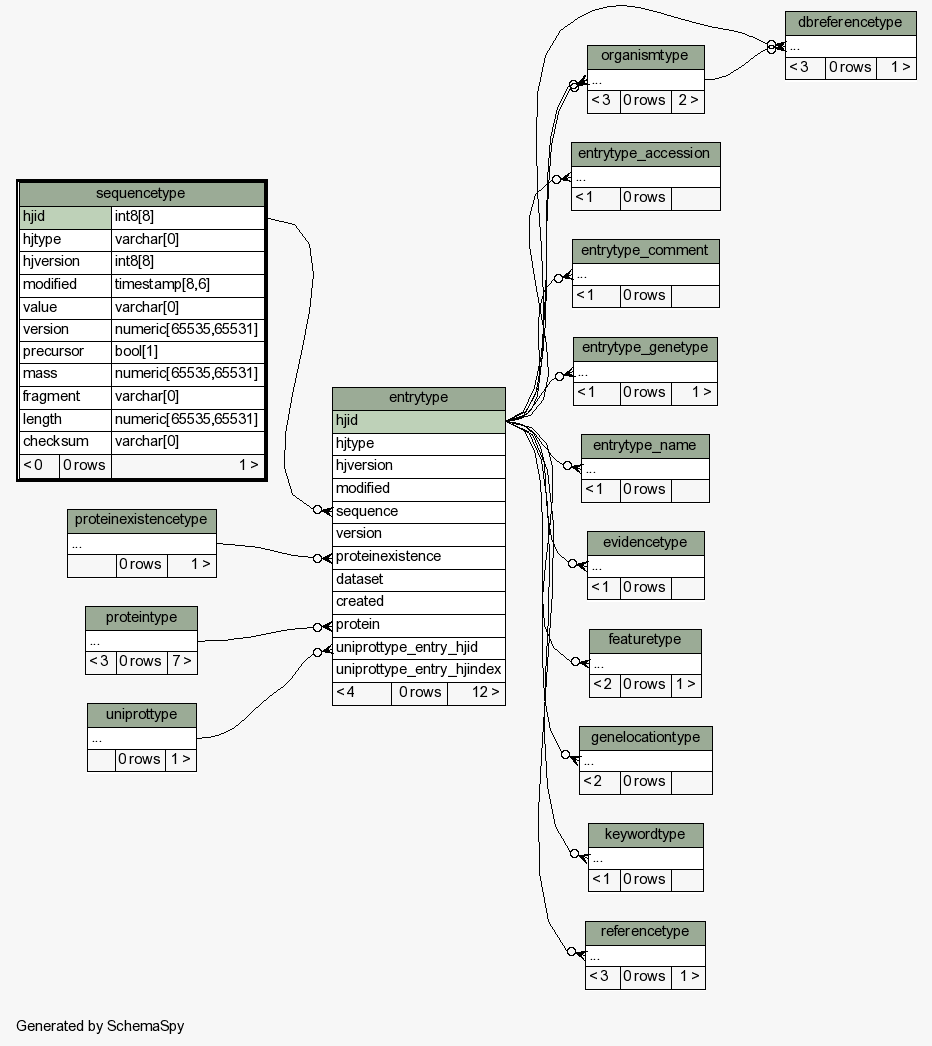 dbreferencetype
...
< 3 0 rows 1 >
organismtype
...
< 3 0 rows 2 >
entrytype_accession
...
< 1 0 rows
sequencetype
hjid int8[8]
hjtype varchar[0]
hjversion int8[8]
modified timestamp[8,6]
value varchar[0]
version numeric[65535,65531]
precursor bool[1]
mass numeric[65535,65531]
fragment varchar[0]
length numeric[65535,65531]
checksum varchar[0]
< 0 0 rows 1 >
entrytype_comment
...
< 1 0 rows
entrytype_genetype
...
< 1 0 rows 1 >
entrytype
hjid
hjtype
hjversion
modified
sequence
version
proteinexistence
dataset
created
protein
uniprottype_entry_hjid
uniprottype_entry_hjindex
< 4 0 rows 12 >
entrytype_name
...
< 1 0 rows
proteinexistencetype
...
0 rows 1 >
evidencetype
...
< 1 0 rows
proteintype
...
< 3 0 rows 7 >
featuretype
...
< 2 0 rows 1 >
uniprottype
...
0 rows 1 >
genelocationtype
...
< 2 0 rows
keywordtype
...
< 1 0 rows
referencetype
...
< 3 0 rows 1 >
Generated by SchemaSpy